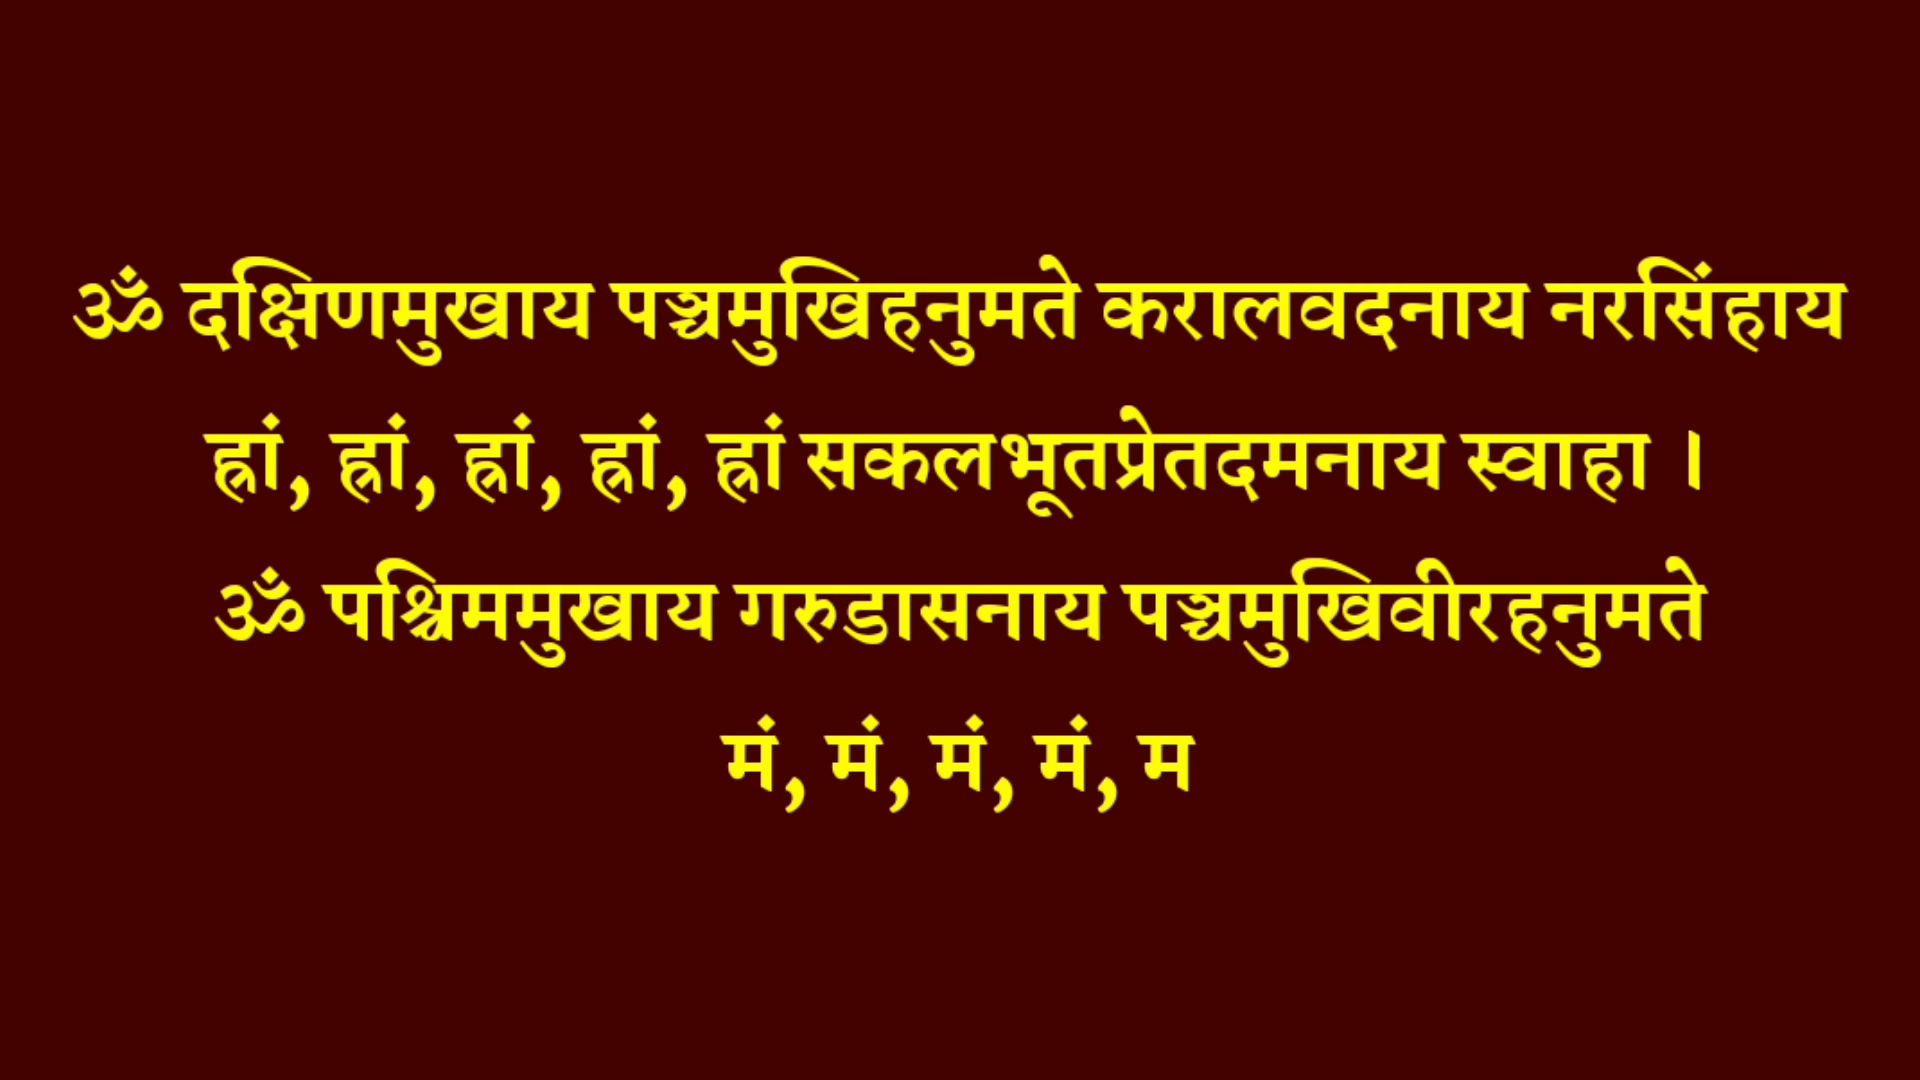 ॐ दक्षिणमुखाय पञ्चमुखिहनुमते करालवदनाय नरसिंहाय
ह्रां, ह्रां, ह्रां, ह्रां, ह्रां सकलभूतप्रेतदमनाय स्वाहा ।
ॐ पश्चिममुखाय गरुडासनाय पञ्चमुखिवीरहनुमते
मं, मं, मं, मं, म